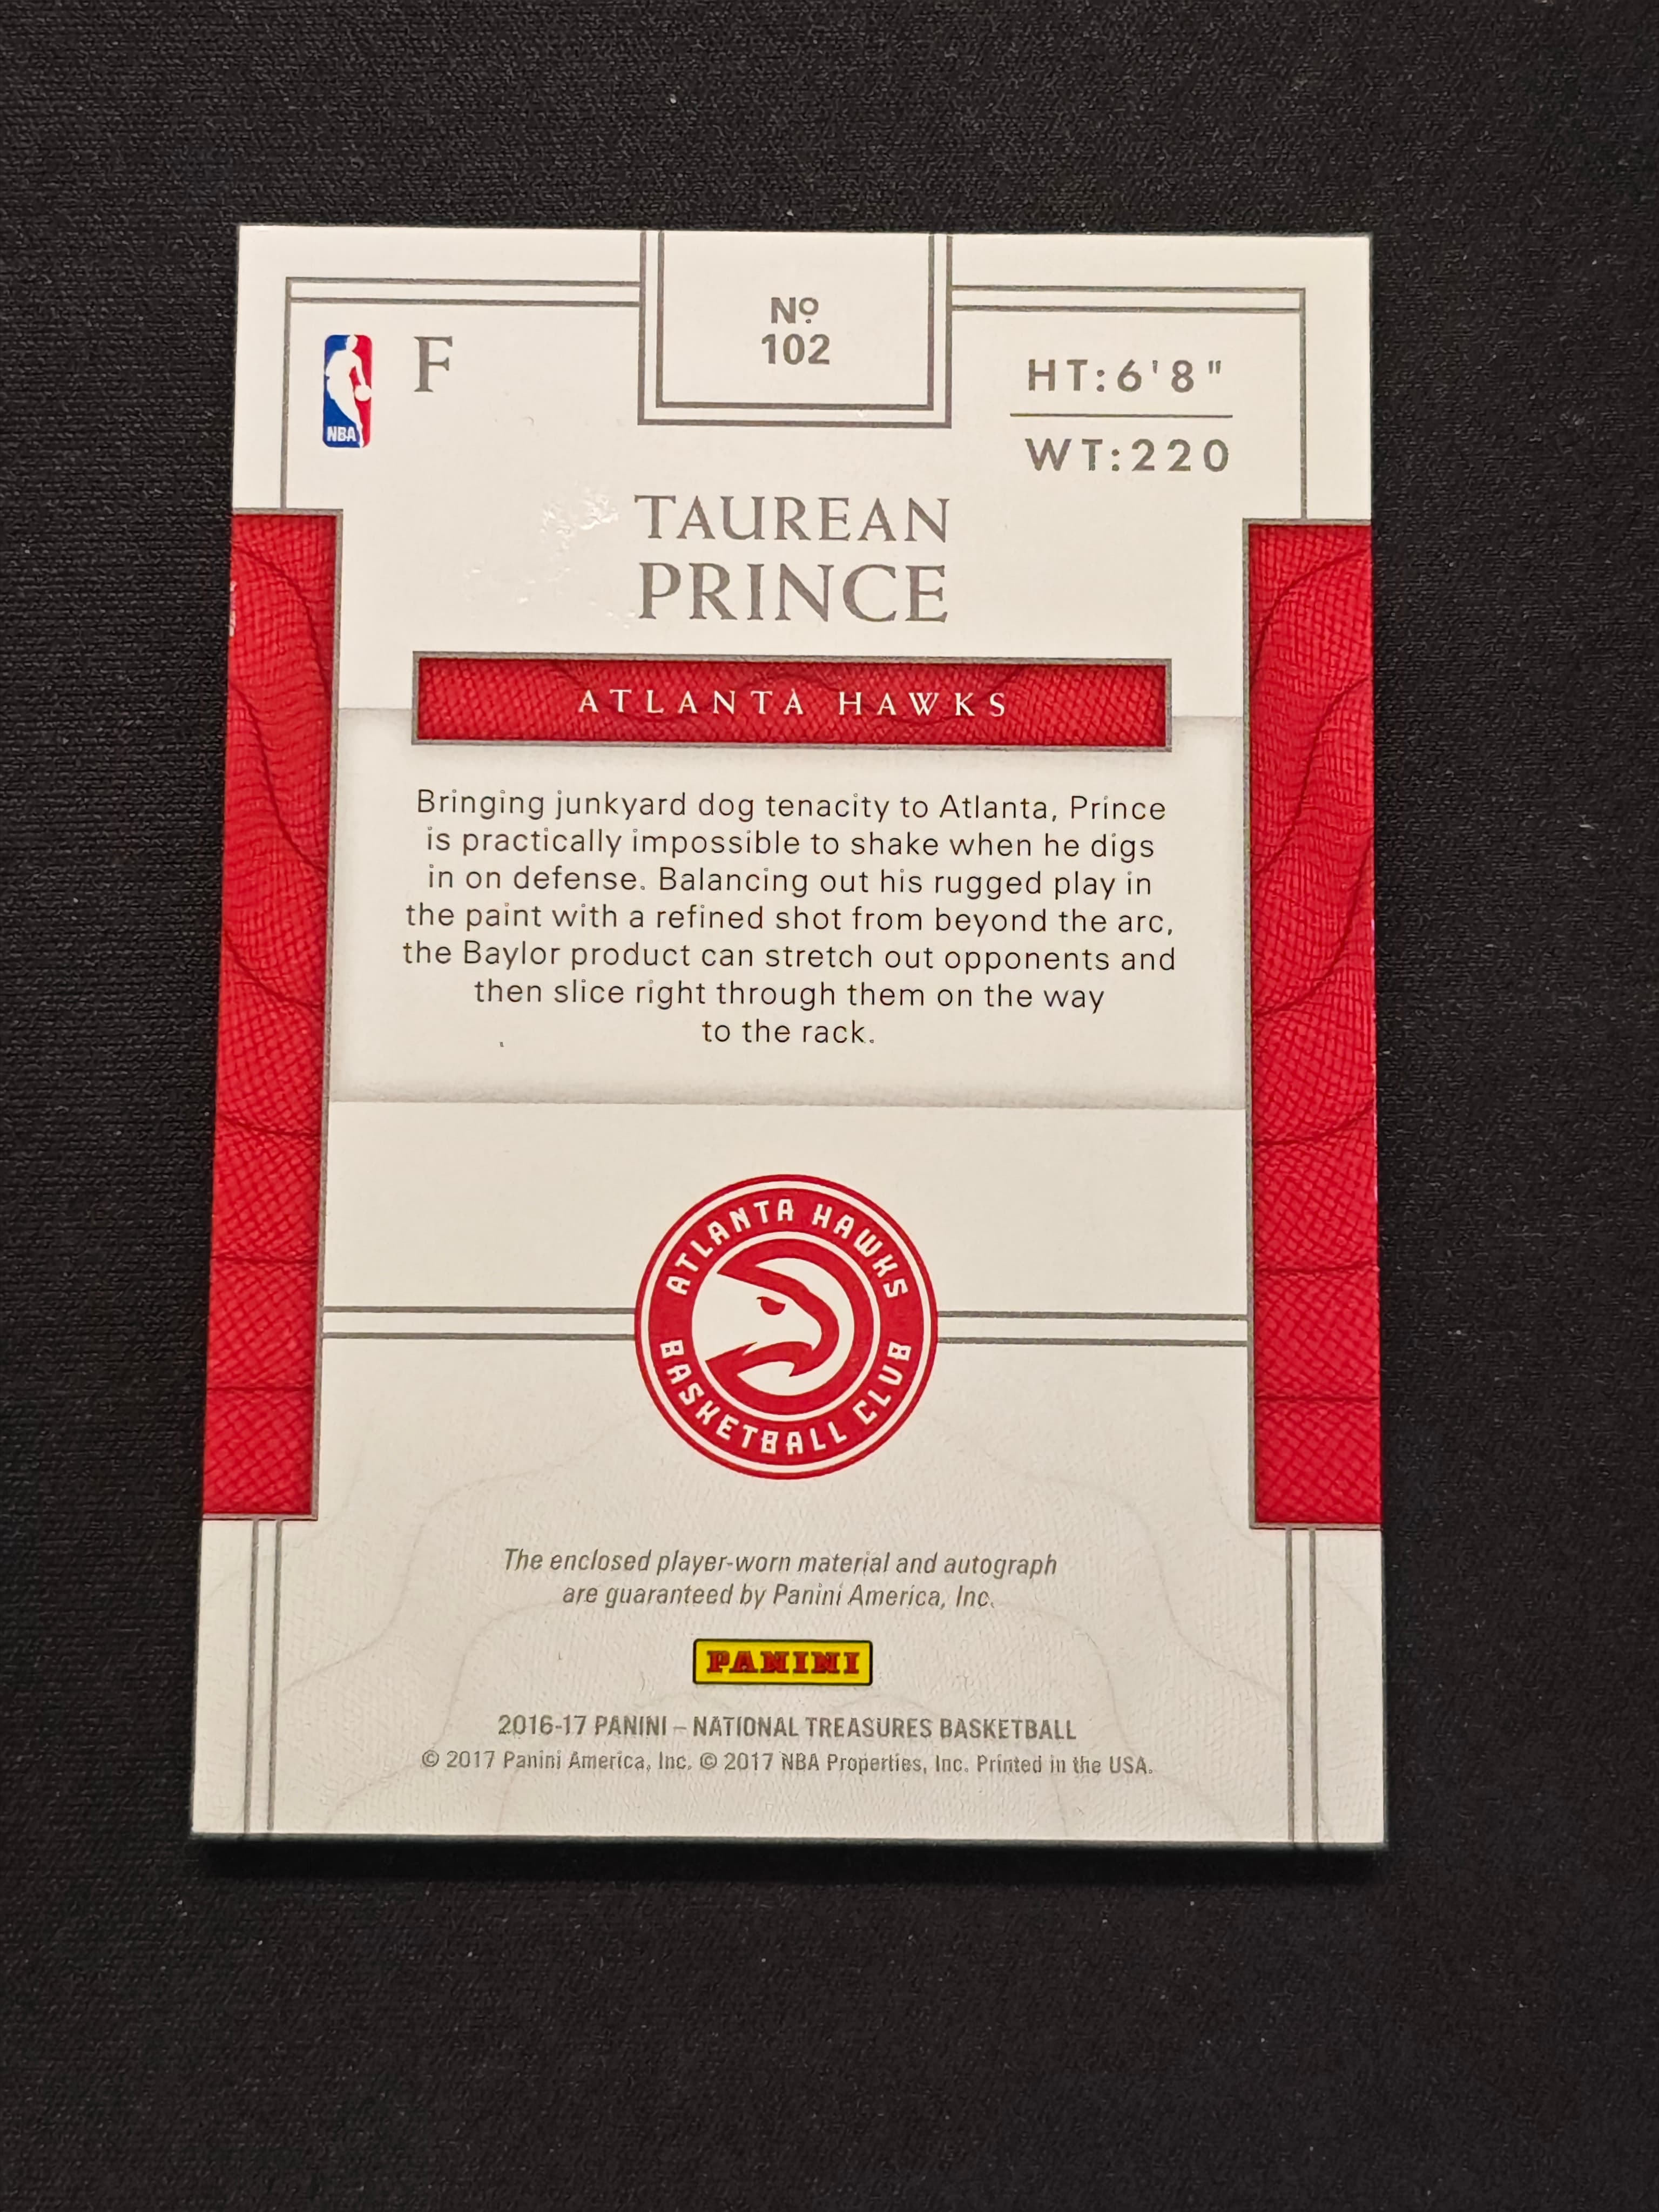 Nº
102
NBA
F
HT:6'8"
WT:220
TAUREAN
PRINCE
ATLANTA HAWKS
Bringing junkyard dog tenacity to Atlanta, Prince
is practically impossible to shake when he digs
in on defense. Balancing out his rugged play in
the paint with a refined shot from beyond the arc,
the Baylor product can stretch out opponents and
then slice right through them on the way
to the rack.
ATLANTA HAWKS
BASKETBALL CLUB
The enclosed player-worn material and autograph
are guaranteed by Panini America, Inc.
PANINI
2016-17 PANINI – NATIONAL TREASURES BASKETBALL
© 2017 Panini America, Inc. © 2017 NBA Properties, Inc. Printed in the USA.